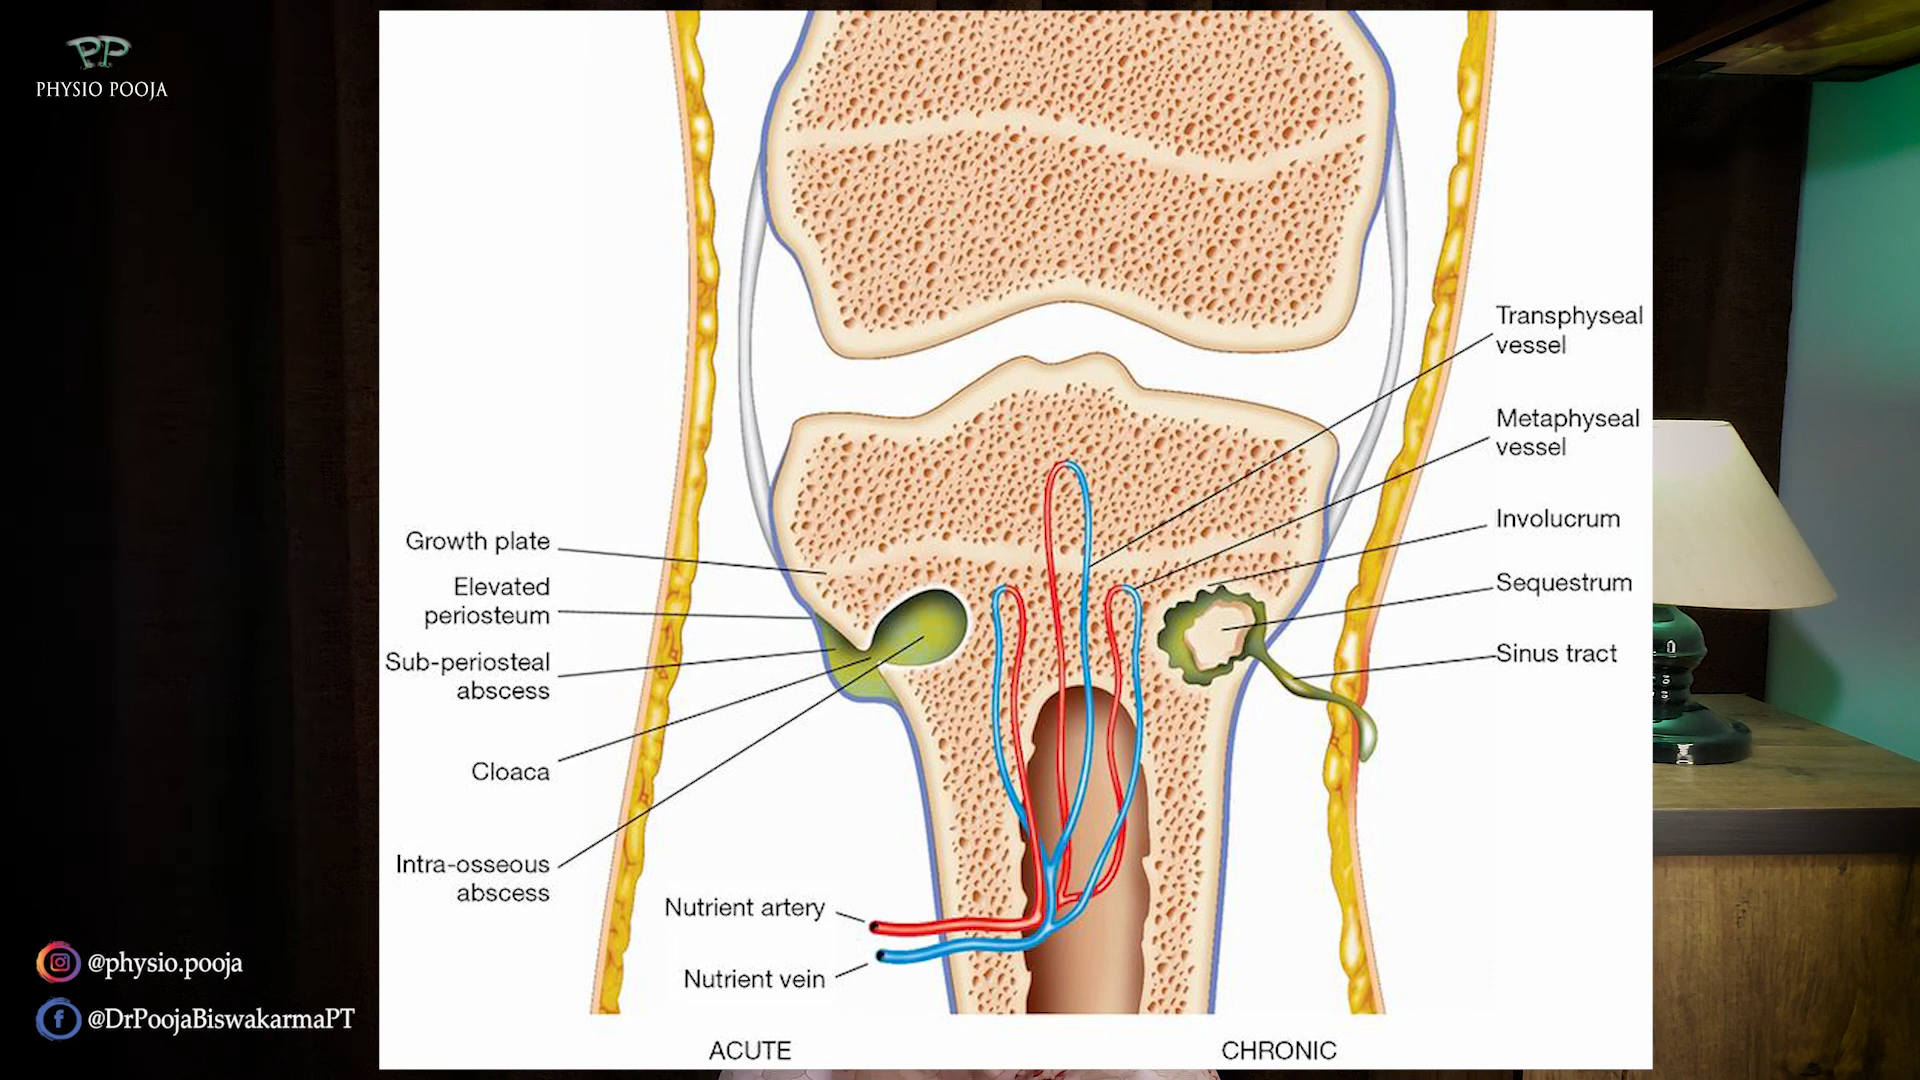 PP
PHYSIO POOJA
Transphyseal
vessel
Metaphyseal
vessel
Involucrum
Sequestrum
Sinus tract
Growth plate
Elevated
periosteum
Sub-periosteal
abscess
Cloaca
Intra-osseous
abscess
Nutrient artery
Nutrient vein
ACUTE
CHRONIC
@physio.pooja
@DrPoojaBiswakarmaPT